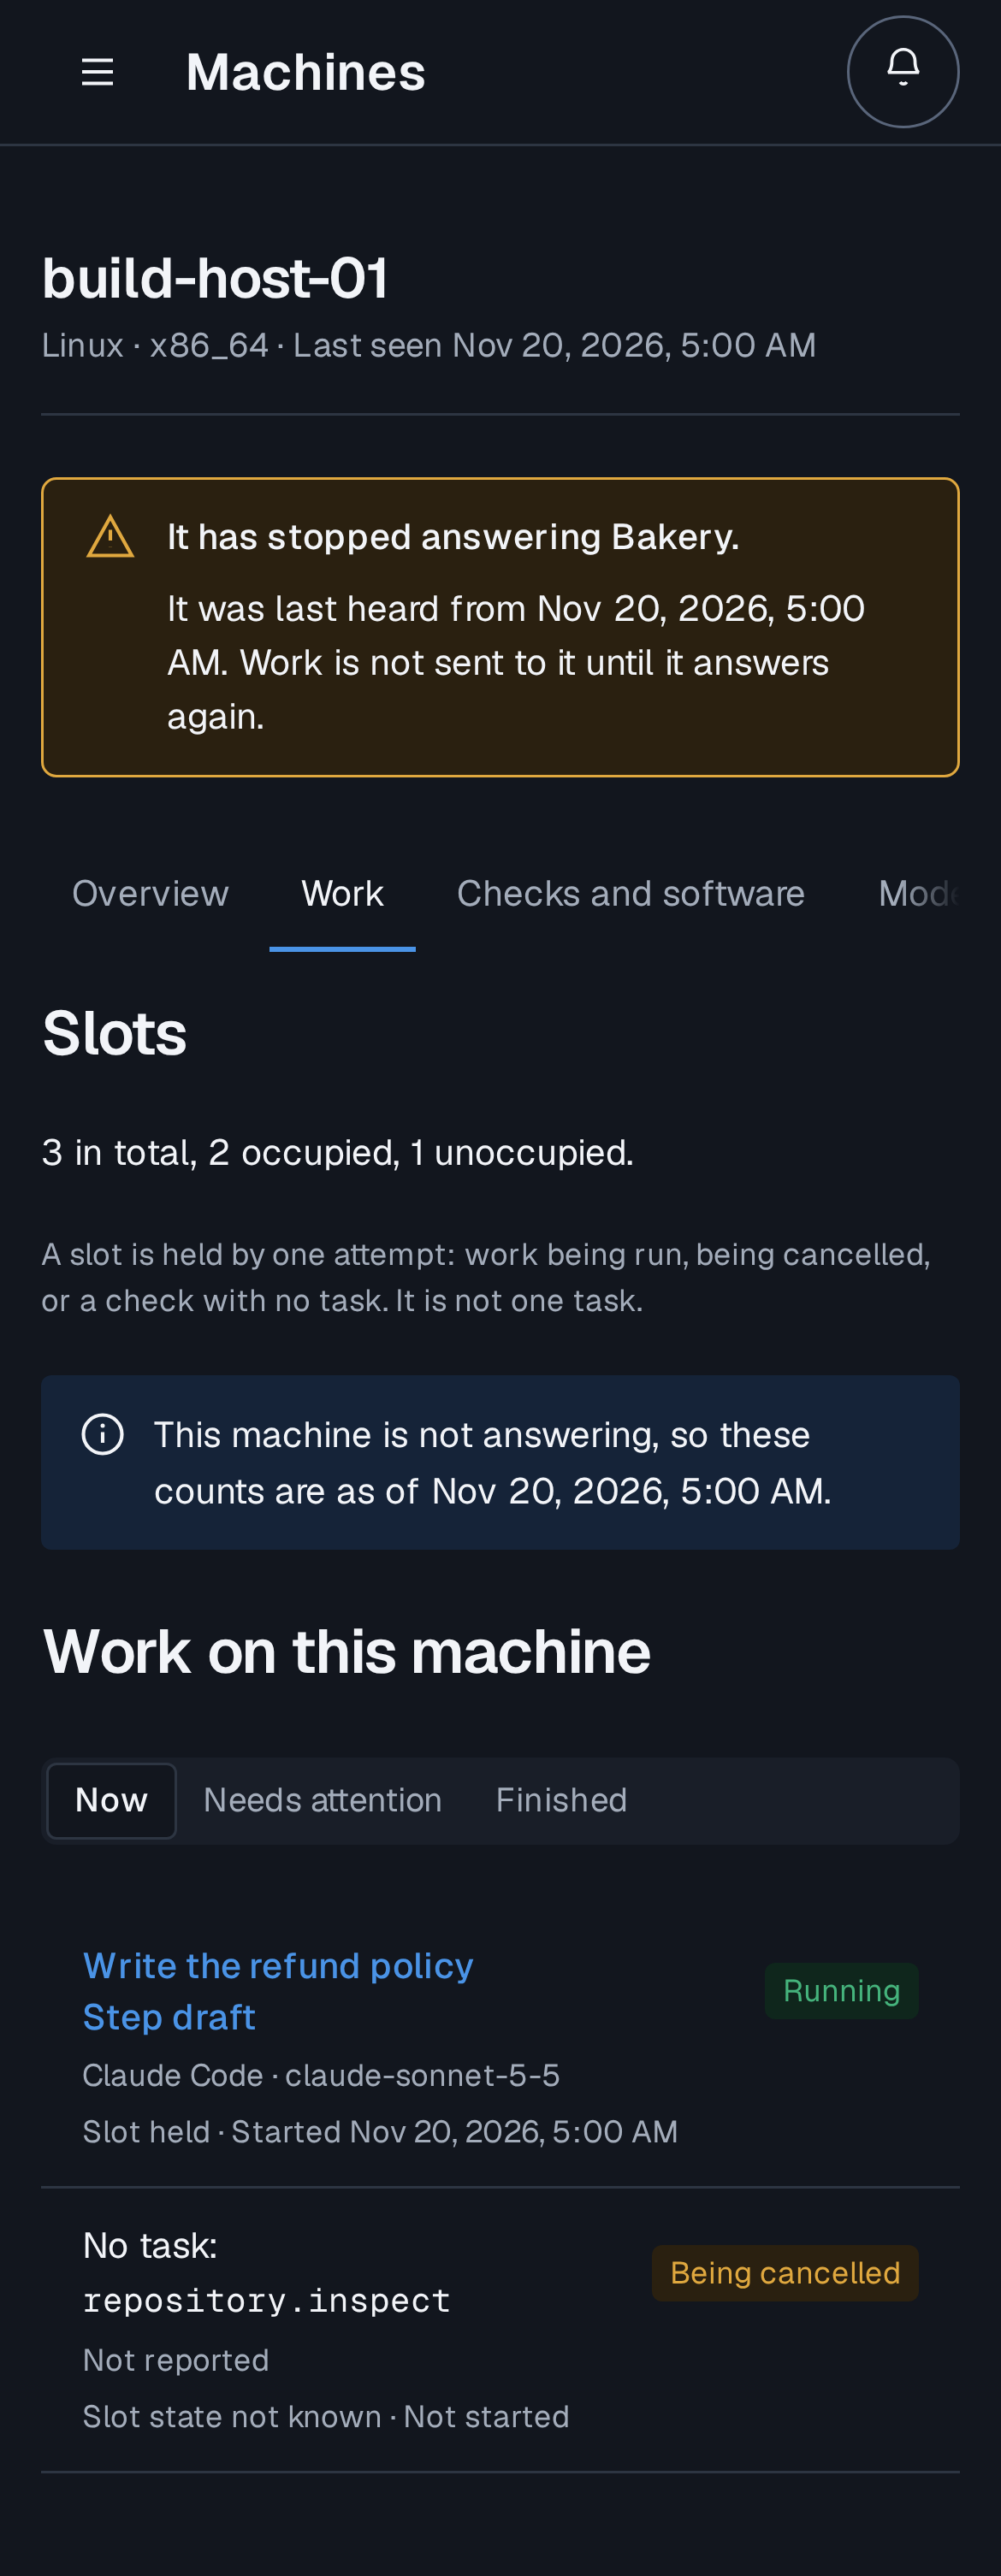 Machines
build-host-01
Linux · x86_64 · Last seen Nov 20, 2026, 5:00 AM
It has stopped answering Bakery.
It was last heard from Nov 20, 2026, 5:00
AM. Work is not sent to it until it answers
again.
Overview Work Checks and software Mode
Slots
3 in total, 2 occupied, 1 unoccupied.
A slot is held by one attempt: work being run, being cancelled,
or a check with no task. It is not one task.
This machine is not answering, so these
counts are as of Nov 20, 2026, 5:00 AM.
Work on this machine
Now Needs attention Finished
Write the refund policy
Step draft
Running
Claude Code · claude-sonnet-5-5
Slot held · Started Nov 20, 2026, 5:00 AM
No task:
repository.inspect
Being cancelled
Not reported
Slot state not known · Not started